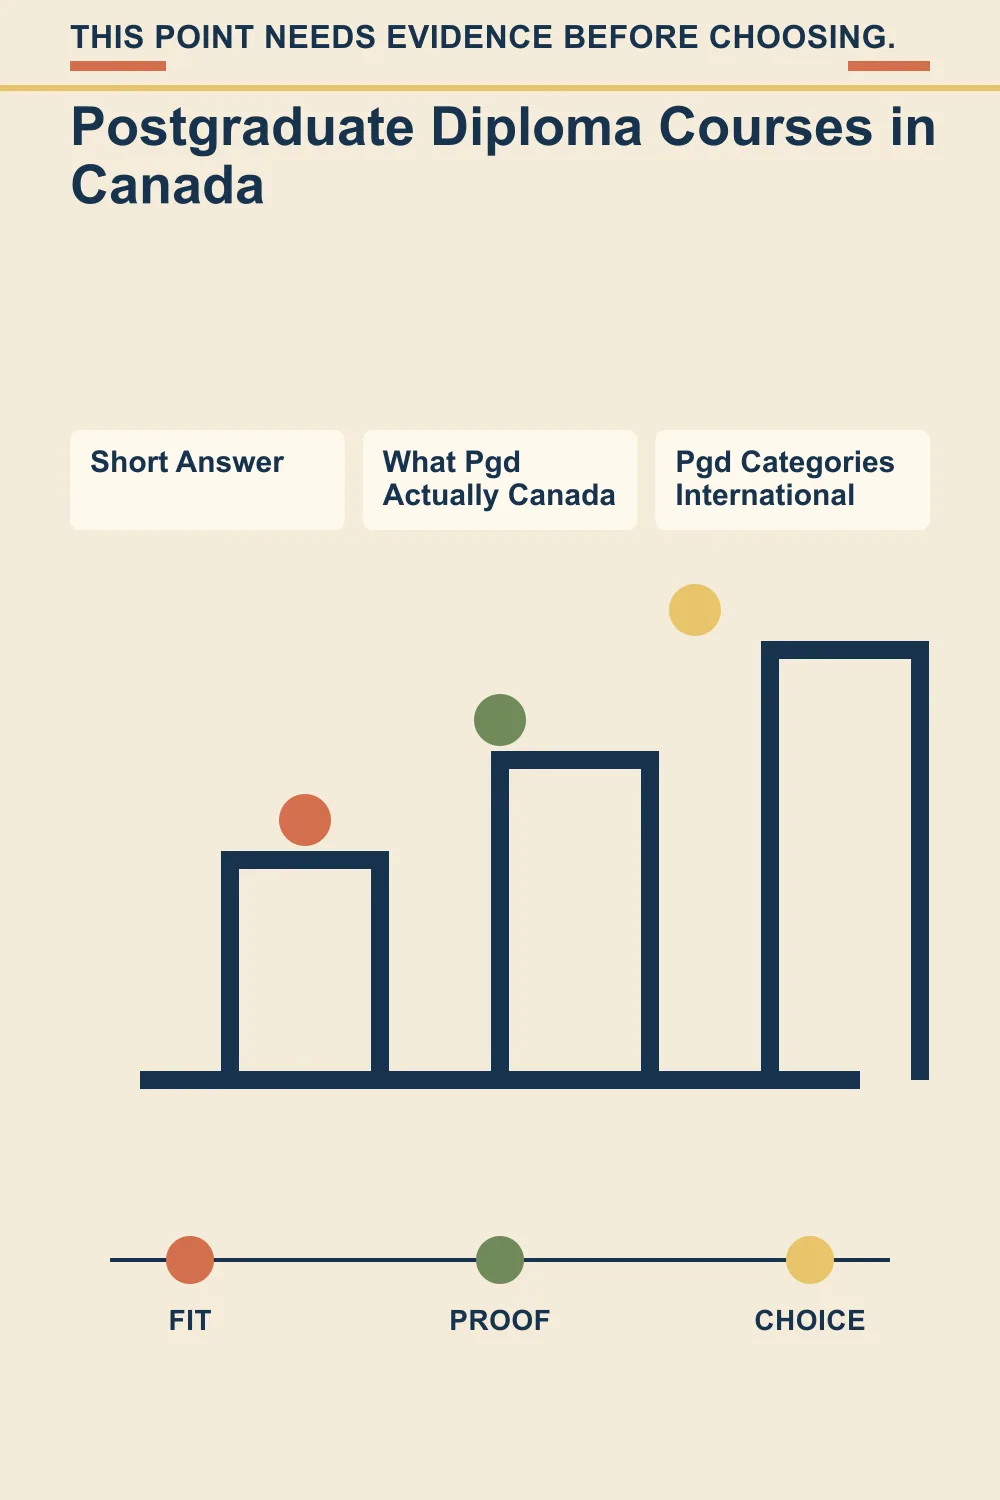 THIS POINT NEEDS EVIDENCE BEFORE CHOOSING.
Postgraduate Diploma Courses in
Canada
Short Answer
What Pgd
Actually Canada
Pgd Categories
International
FIT
PROOF
CHOICE